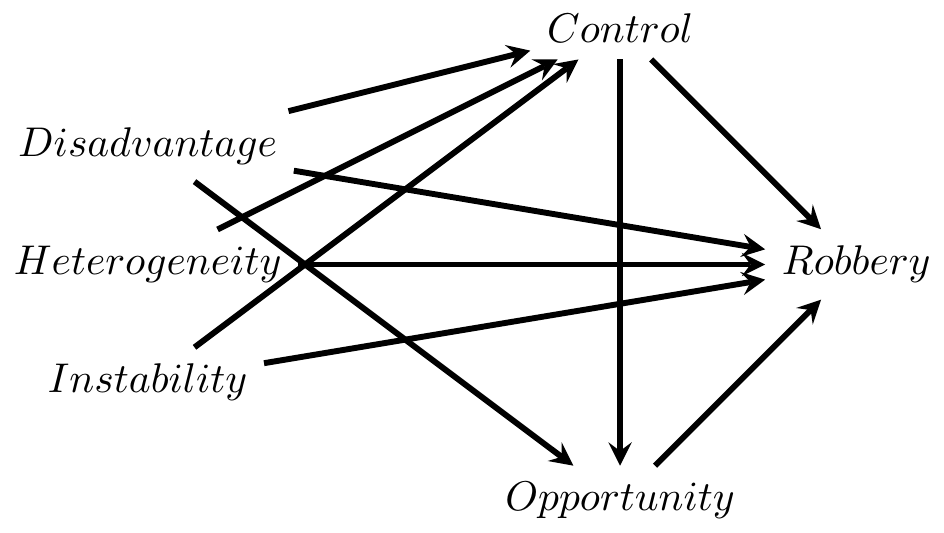 Control
Disadvantage
Heterogeneity
Robbery
Instability
Opportunity